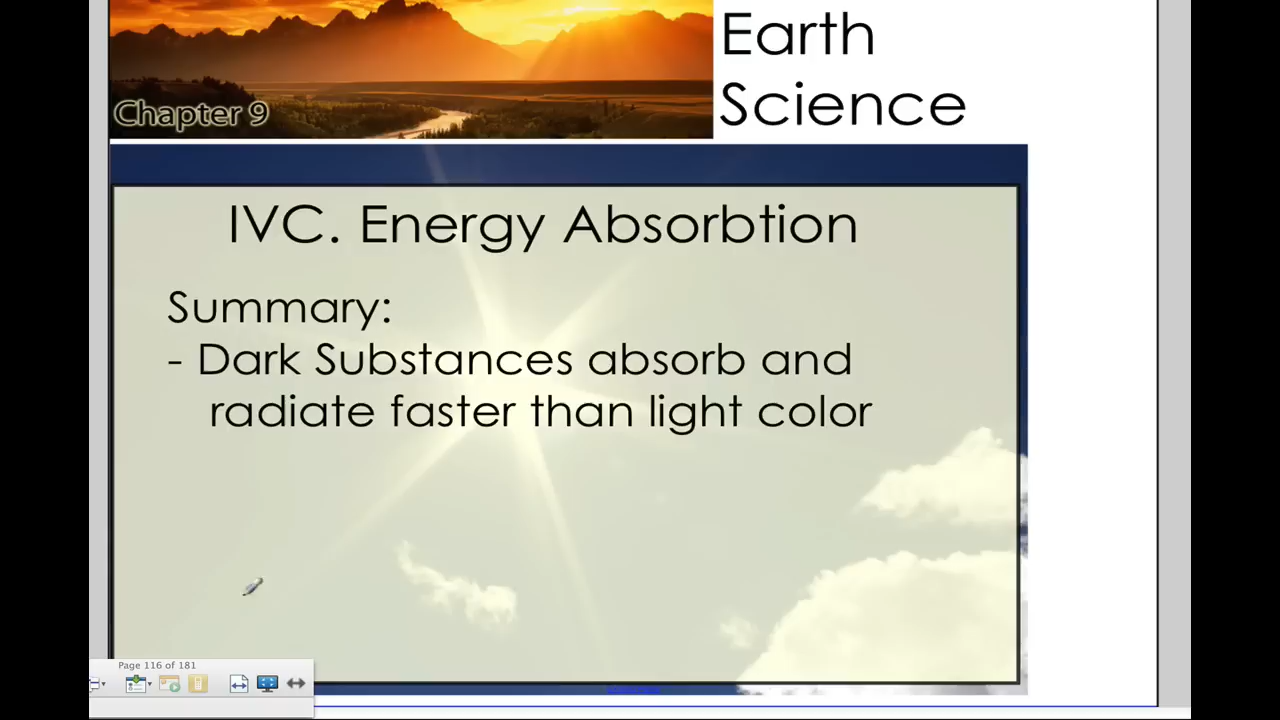 Earth
Science
Chapter 9
IVC. Energy Absorbtion
Summary:
- Dark Substances absorb and
radiate faster than light color
Page 116 of 181